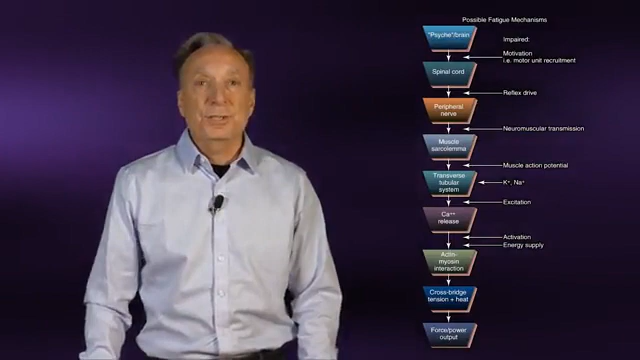 Possible Fatigue Mechanisms
"Psyche"/brain
Impaired:
Motivation
i.e. motor unit recruitment
Spinal cord
Reflex drive
Peripheral
nerve
Neuromuscular transmission
Muscle
sarcolemma
Muscle action potential
Transverse
tubular
system
K+, Na+
Excitation
Ca++
release
Activation
Energy supply
Actin-
myosin
interaction
Cross-bridge
tension + heat
Force/power
output